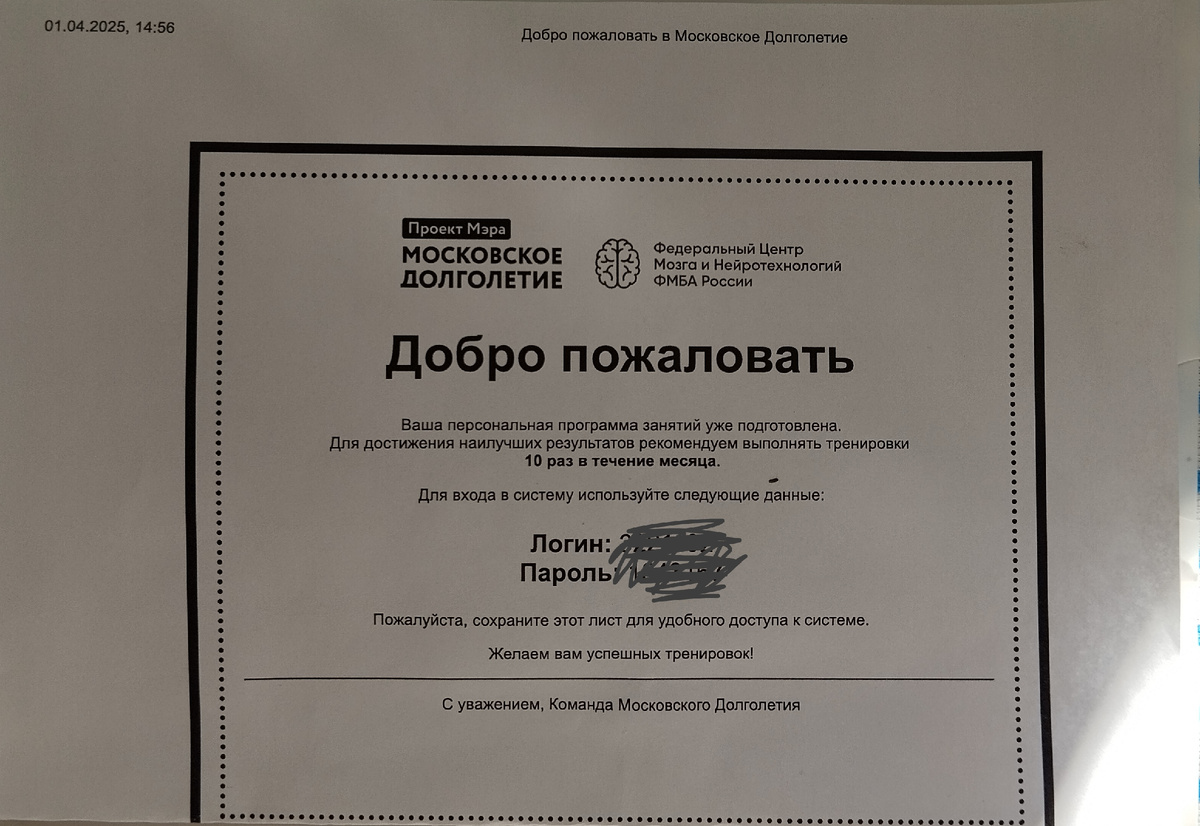 01.04.2025, 14:56
Добро пожаловать в Московское Долголетие
Проект Мэра
МОСКОВСКОЕ
ДОЛГОЛЕТИЕ
Федеральный Центр
Мозга и Нейротехнологий
ФМБА России
Добро пожаловать
Ваша персональная программа занятий уже подготовлена.
Для достижения наилучших результатов рекомендуем выполнять тренировки
10 раз в течение месяца.
Для входа в систему используйте следующие данные:
Логин:
Пароль:
Пожалуйста, сохраните этот лист для удобного доступа к системе.
Желаем вам успешных тренировок!
С уважением, Команда Московского Долголетия